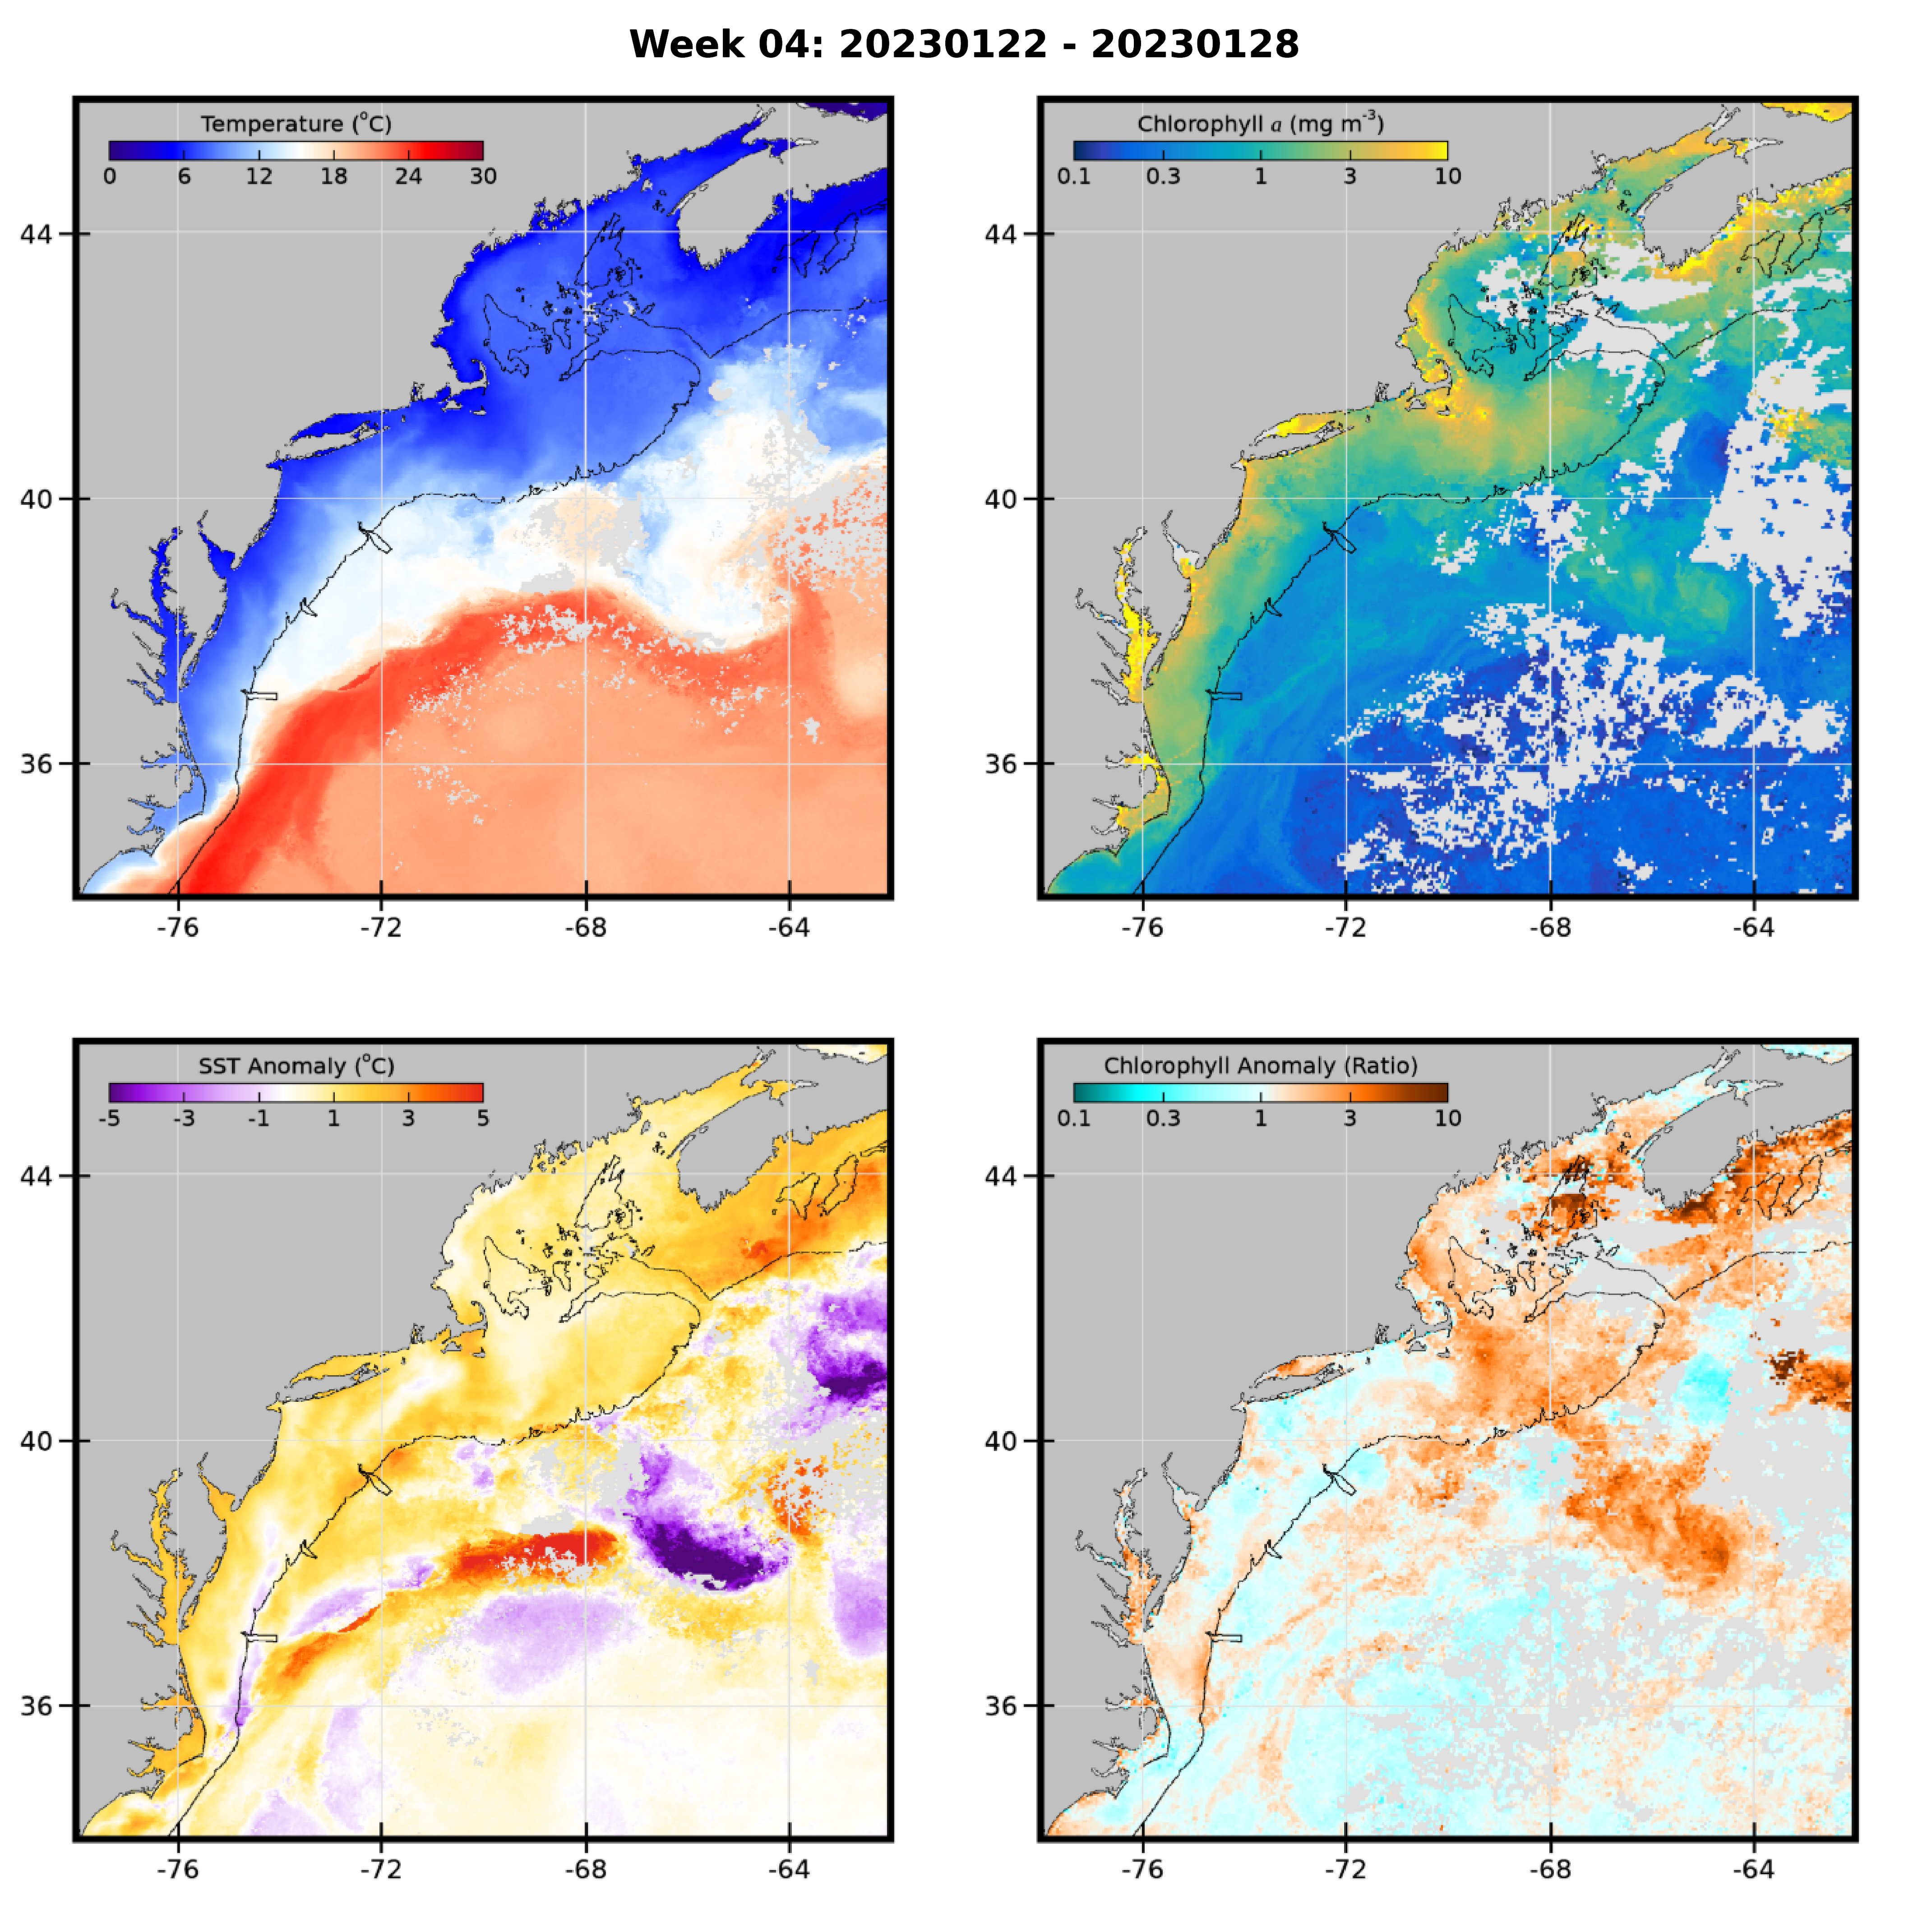 Week 04: 20230122 - 20230128
Temperature (°C)
0 6 12 18 24 30
44
40
36
-76 -72 -68 -64
Chlorophyll a (mg m⁻³)
0.1 0.3 1 3 10
44
40
36
-76 -72 -68 -64
SST Anomaly (°C)
-5 -3 -1 1 3 5
44
40
36
-76 -72 -68 -64
Chlorophyll Anomaly (Ratio)
0.1 0.3 1 3 10
44
40
36
-76 -72 -68 -64